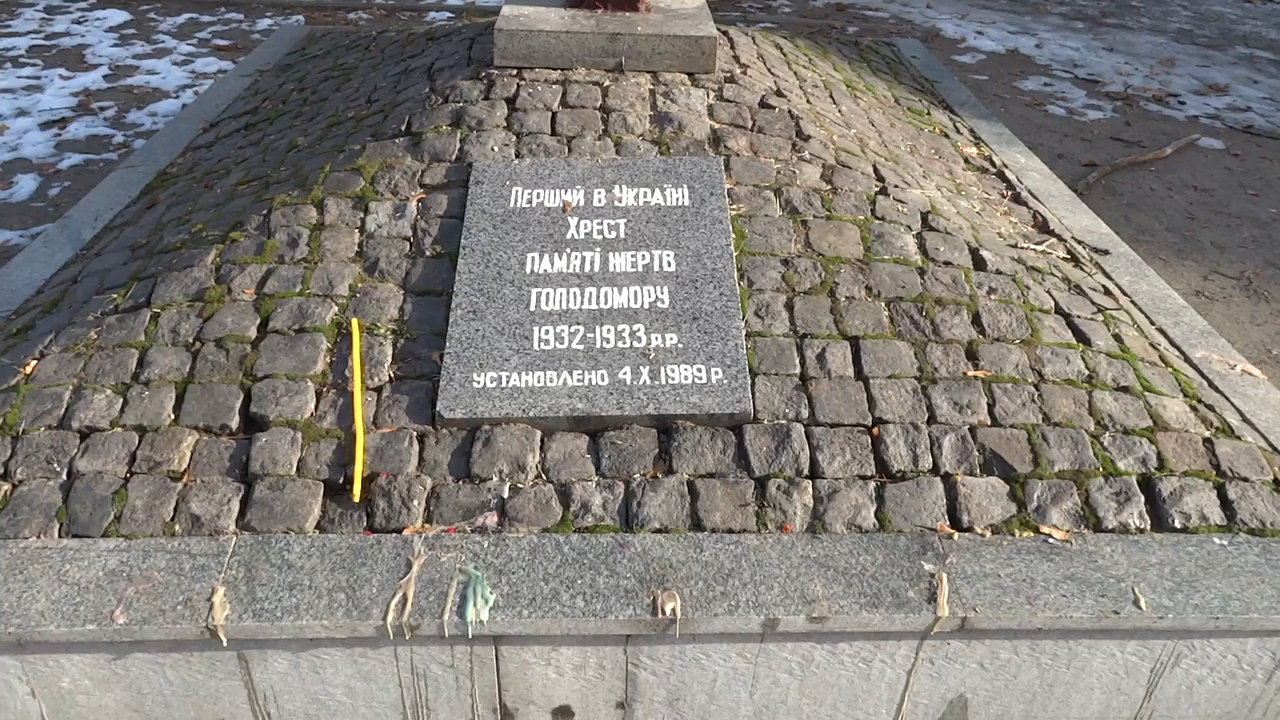 Перший в Україні
Хрест
пам'яті жертв
голодомору
1932-1933 р.р.
установлено 4.X.1989 р.